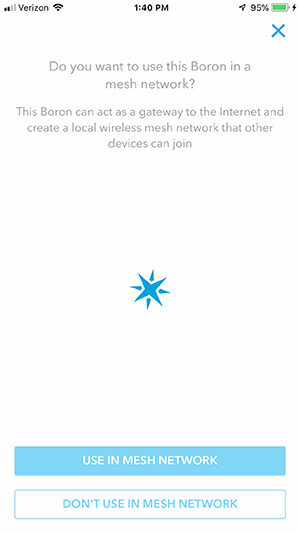 Verizon 1:40 PM 95%
Do you want to use this Boron in a
mesh network?
This Boron can act as a gateway to the Internet and
create a local wireless mesh network that other
devices can join
USE IN MESH NETWORK
DON'T USE IN MESH NETWORK